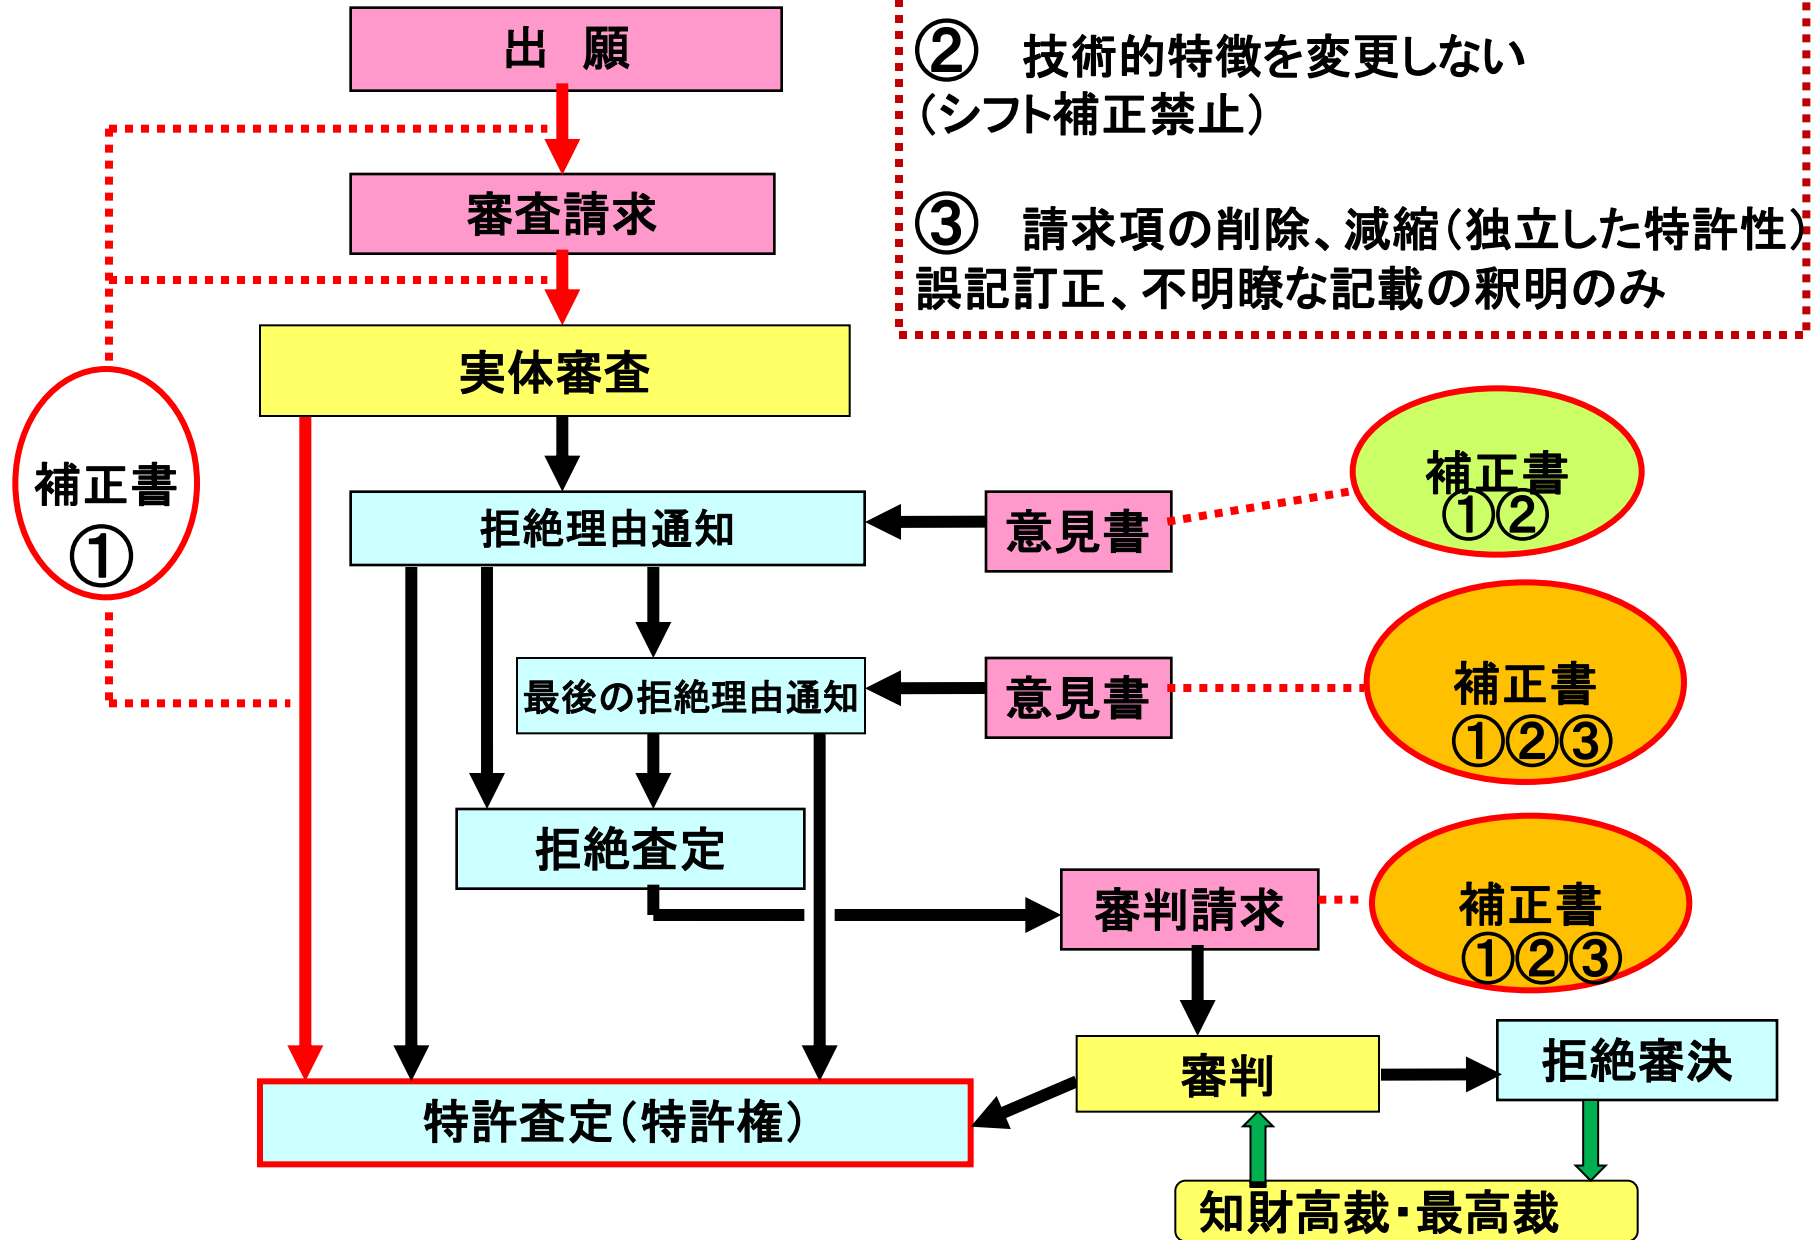 出　願
②　技術的特徴を変更しない
（シフト補正禁止）
③　請求項の削除、減縮（独立した特許性）
誤記訂正、不明瞭な記載の釈明のみ
審査請求
実体審査
補正書
①
拒絶理由通知
意見書
補正書
①②
最後の拒絶理由通知
意見書
補正書
①②③
拒絶査定
審判請求
補正書
①②③
審判
拒絶審決
特許査定（特許権）
知財高裁・最高裁